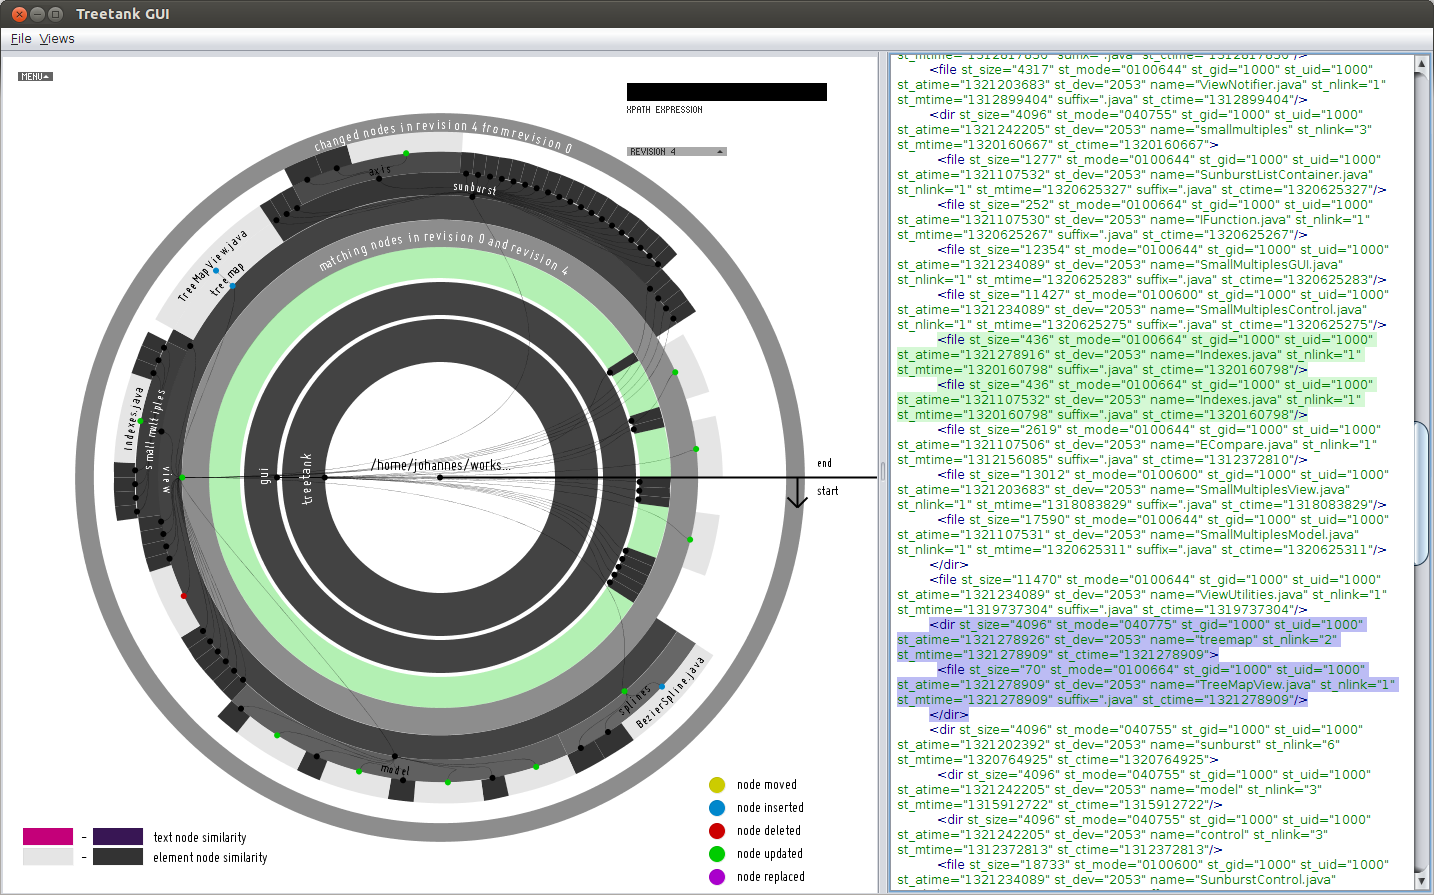 Treetank GUI
File Views
MENU
XPATH EXPRESSION
REVISION 4
changed nodes in revision 4 from revision 0
axis
sunburst
matching nodes in revision 0 and revision 4
TreeMapView.java
treemap
Indexes.java
smallmultiples
view
gui
treetank
/home/johannes/works...
end
start
splines
BezierSpline.java
model
node moved
node inserted
node deleted
node updated
node replaced
- text node similarity
- element node similarity
st_mtime="1312817850" suffix=".java" st_ctime="1312817850"/>
<file st_size="4317" st_mode="0100644" st_gid="1000" st_uid="1000"
st_atime="1321203683" st_dev="2053" name="ViewNotifier.java" st_nlink="1"
st_mtime="1312899404" suffix=".java" st_ctime="1312899404"/>
<dir st_size="4096" st_mode="040755" st_gid="1000" st_uid="1000"
st_atime="1321242205" st_dev="2053" name="smallmultiples" st_nlink="3"
st_mtime="1320160667" st_ctime="1320160667">
<file st_size="1277" st_mode="0100644" st_gid="1000" st_uid="1000"
st_atime="1321107532" st_dev="2053" name="SunburstListContainer.java"
st_nlink="1" st_mtime="1320625327" suffix=".java" st_ctime="1320625327"/>
<file st_size="252" st_mode="0100664" st_gid="1000" st_uid="1000"
st_atime="1321107530" st_dev="2053" name="IFunction.java" st_nlink="1"
st_mtime="1320625267" suffix=".java" st_ctime="1320625267"/>
<file st_size="12354" st_mode="0100644" st_gid="1000" st_uid="1000"
st_atime="1321234089" st_dev="2053" name="SmallMultiplesGUI.java"
st_nlink="1" st_mtime="1320625283" suffix=".java" st_ctime="1320625283"/>
<file st_size="11427" st_mode="0100600" st_gid="1000" st_uid="1000"
st_atime="1321234089" st_dev="2053" name="SmallMultiplesControl.java"
st_nlink="1" st_mtime="1320625275" suffix=".java" st_ctime="1320625275"/>
<file st_size="436" st_mode="0100664" st_gid="1000" st_uid="1000"
st_atime="1321278916" st_dev="2053" name="Indexes.java" st_nlink="1"
st_mtime="1320160798" suffix=".java" st_ctime="1320160798"/>
<file st_size="436" st_mode="0100664" st_gid="1000" st_uid="1000"
st_atime="1321107532" st_dev="2053" name="Indexes.java" st_nlink="1"
st_mtime="1320160798" suffix=".java" st_ctime="1320160798"/>
<file st_size="2619" st_mode="0100644" st_gid="1000" st_uid="1000"
st_atime="1321107506" st_dev="2053" name="ECompare.java" st_nlink="1"
st_mtime="1312156085" suffix=".java" st_ctime="1312372810"/>
<file st_size="13012" st_mode="0100600" st_gid="1000" st_uid="1000"
st_atime="1321203683" st_dev="2053" name="SmallMultiplesView.java"
st_nlink="1" st_mtime="1318083829" suffix=".java" st_ctime="1318083829"/>
<file st_size="17590" st_mode="0100644" st_gid="1000" st_uid="1000"
st_atime="1321107531" st_dev="2053" name="SmallMultiplesModel.java"
st_nlink="1" st_mtime="1320625311" suffix=".java" st_ctime="1320625311"/>
</dir>
<file st_size="11470" st_mode="0100644" st_gid="1000" st_uid="1000"
st_atime="1321234089" st_dev="2053" name="ViewUtilities.java" st_nlink="1"
st_mtime="1319737304" suffix=".java" st_ctime="1319737304"/>
<dir st_size="4096" st_mode="040775" st_gid="1000" st_uid="1000"
st_atime="1321278926" st_dev="2053" name="treemap" st_nlink="2"
st_mtime="1321278909" st_ctime="1321278909">
<file st_size="70" st_mode="0100664" st_gid="1000" st_uid="1000"
st_atime="1321278909" st_dev="2053" name="TreeMapView.java" st_nlink="1"
st_mtime="1321278909" suffix=".java" st_ctime="1321278909"/>
</dir>
<dir st_size="4096" st_mode="040755" st_gid="1000" st_uid="1000"
st_atime="1321202392" st_dev="2053" name="sunburst" st_nlink="6"
st_mtime="1320764925" st_ctime="1320764925">
<dir st_size="4096" st_mode="040755" st_gid="1000" st_uid="1000"
st_atime="1321242205" st_dev="2053" name="model" st_nlink="3"
st_mtime="1315912722" st_ctime="1315912722"/>
<dir st_size="4096" st_mode="040755" st_gid="1000" st_uid="1000"
st_atime="1321242205" st_dev="2053" name="control" st_nlink="3"
st_mtime="1312372813" st_ctime="1312372813"/>
<file st_size="18733" st_mode="0100600" st_gid="1000" st_uid="1000"
st_atime="1321234089" st_dev="2053" name="SunburstControl.java"